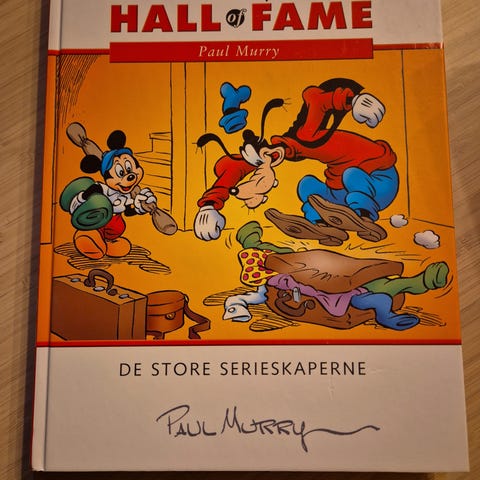 HALL of FAME
Paul Murry
DE STORE SERIESKAPERNE
PAUL MURRY